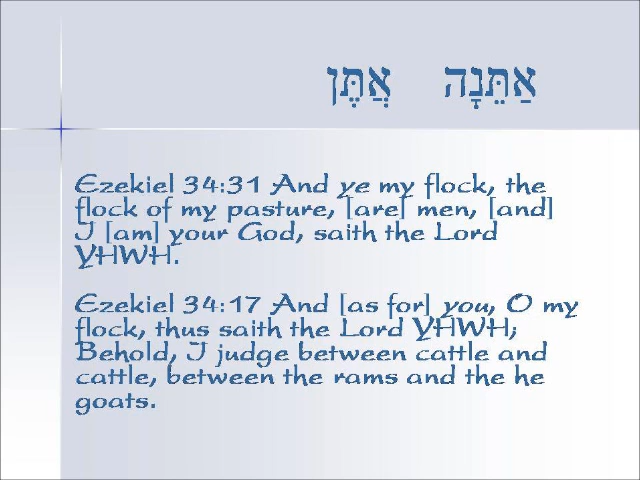 אַתֵּנָה אֲתֶּן
Ezekiel 34:31 And ye my flock, the
flock of my pasture, [are] men, [and]
I [am] your God, saith the Lord
YHWH.
Ezekiel 34:17 And [as for] you, O my
flock, thus saith the Lord YHWH;
Behold, I judge between cattle and
cattle, between the rams and the he
goats.